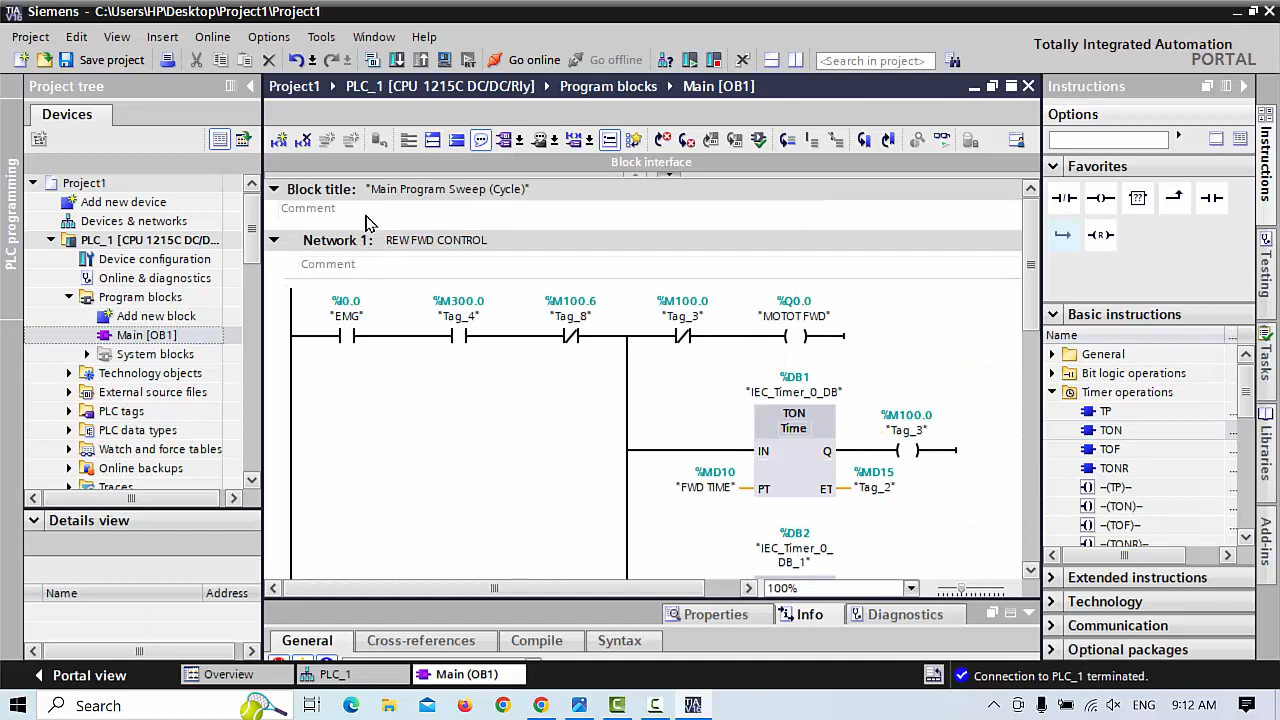 Siemens - C:\Users\HP\Desktop\Project1\Project1
Project Edit View Insert Online Options Tools Window Help
Totally Integrated Automation
PORTAL
Save project
Go online
Go offline
<Search in project>
Project tree
Devices
PLC programming
Project1
Add new device
Devices & networks
PLC_1 [CPU 1215C DC/D...
Device configuration
Online & diagnostics
Program blocks
Add new block
Main [OB1]
System blocks
Technology objects
External source files
PLC tags
PLC data types
Watch and force tables
Online backups
Traces
Details view
Name Address
Project1 PLC_1 [CPU 1215C DC/DC/Rly] Program blocks Main [OB1]
Block interface
Block title: "Main Program Sweep (Cycle)"
Comment
Network 1: REW FWD CONTROL
Comment
%I0.0 %M300.0 %M100.6 %M100.0 %Q0.0
"EMG" "Tag_4" "Tag_8" "Tag_3" "MOTOT FWD"
%DB1
"IEC_Timer_0_DB"
TON
Time
%M100.0
"Tag_3"
IN Q
%MD10 %MD15
"FWD TIME" PT ET "Tag_2"
%DB2
"IEC_Timer_0_
DB_1"
100%
Properties Info Diagnostics
General Cross-references Compile Syntax
Instructions
Options
Favorites
Basic instructions
Name
General
Bit logic operations
Timer operations
TP
TON
TOF
TONR
-(TP)-
-(TON)-
-(TOF)-
-(TONR)-
Extended instructions
Technology
Communication
Optional packages
Instructions
Testing
Tasks
Libraries
Add-ins
Portal view
Overview
PLC_1
Main (OB1)
Connection to PLC_1 terminated.
Search
9:12 AM